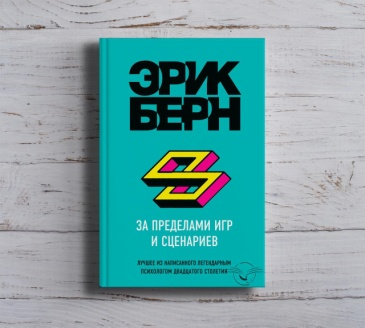 ЭРИК
БЕРН
ЗА ПРЕДЕЛАМИ ИГР
И СЦЕНАРИЕВ
ЛУЧШЕЕ ИЗ НАПИСАННОГО ЛЕГЕНДАРНЫМ
ПСИХОЛОГОМ ДВАДЦАТОГО СТОЛЕТИЯ